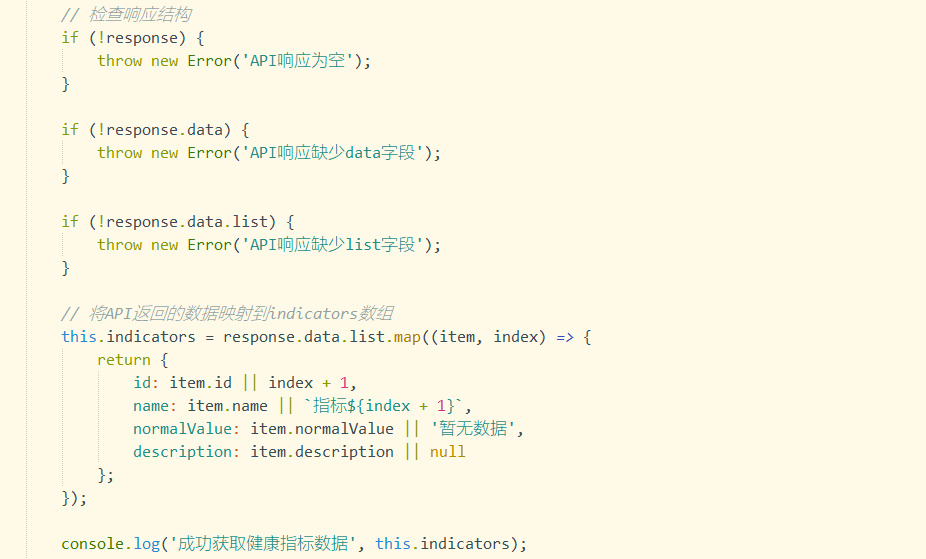 // 检查响应结构
if (!response) {
throw new Error('API响应为空');
}
if (!response.data) {
throw new Error('API响应缺少data字段');
}
if (!response.data.list) {
throw new Error('API响应缺少list字段');
}
// 将API返回的数据映射到indicators数组
this.indicators = response.data.list.map((item, index) => {
return {
id: item.id || index + 1,
name: item.name || `指标${index + 1}`,
normalValue: item.normalValue || '暂无数据',
description: item.description || null
};
});
console.log('成功获取健康指标数据', this.indicators);